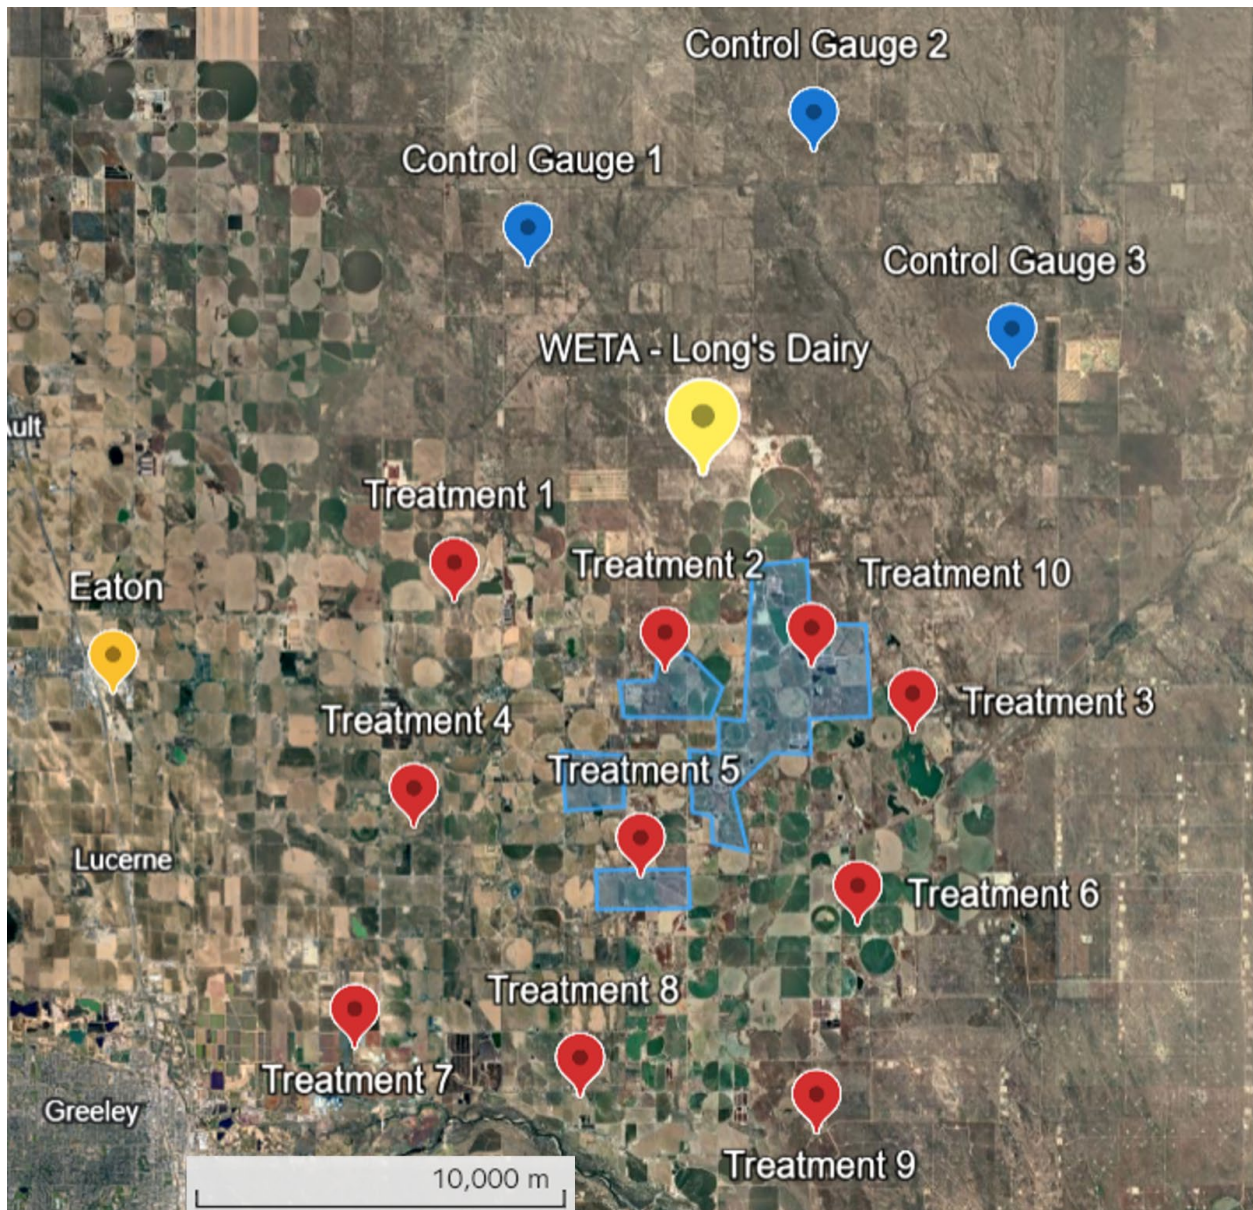 Control Gauge 2
Control Gauge 1
Control Gauge 3
WETA - Long's Dairy
Ault
Treatment 1
Treatment 2
Treatment 10
Eaton
Treatment 3
Treatment 4
Treatment 5
Lucerne
Treatment 6
Treatment 8
Treatment 7
Greeley
Treatment 9
10,000 m